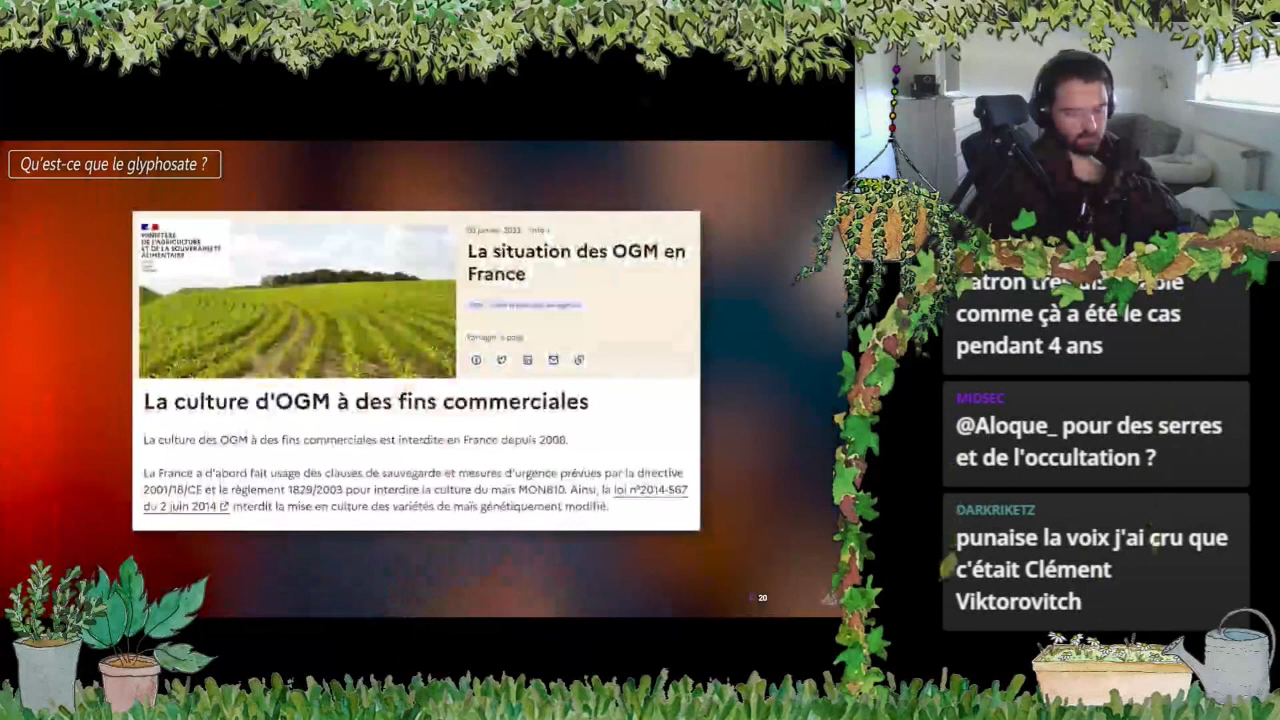 Qu'est-ce que le glyphosate ?
MINISTÈRE
DE L'AGRICULTURE
ET DE LA SOUVERAINETÉ
ALIMENTAIRE
La situation des OGM en
France
Partager la page
La culture d'OGM à des fins commerciales
La culture des OGM à des fins commerciales est interdite en France depuis 2008.
La France a d'abord fait usage des clauses de sauvegarde et mesures d'urgence prévues par la directive
2001/18/CE et le règlement 1829/2003 pour interdire la culture du maïs MON810. Ainsi, la loi n°2014-567
du 2 juin 2014 interdit la mise en culture des variétés de maïs génétiquement modifié.
20
comme çà a été le cas
pendant 4 ans
MIDSEC
@Aloque_ pour des serres
et de l'occultation ?
DARKRIKETZ
punaise la voix j'ai cru que
c'était Clément
Viktorovitch